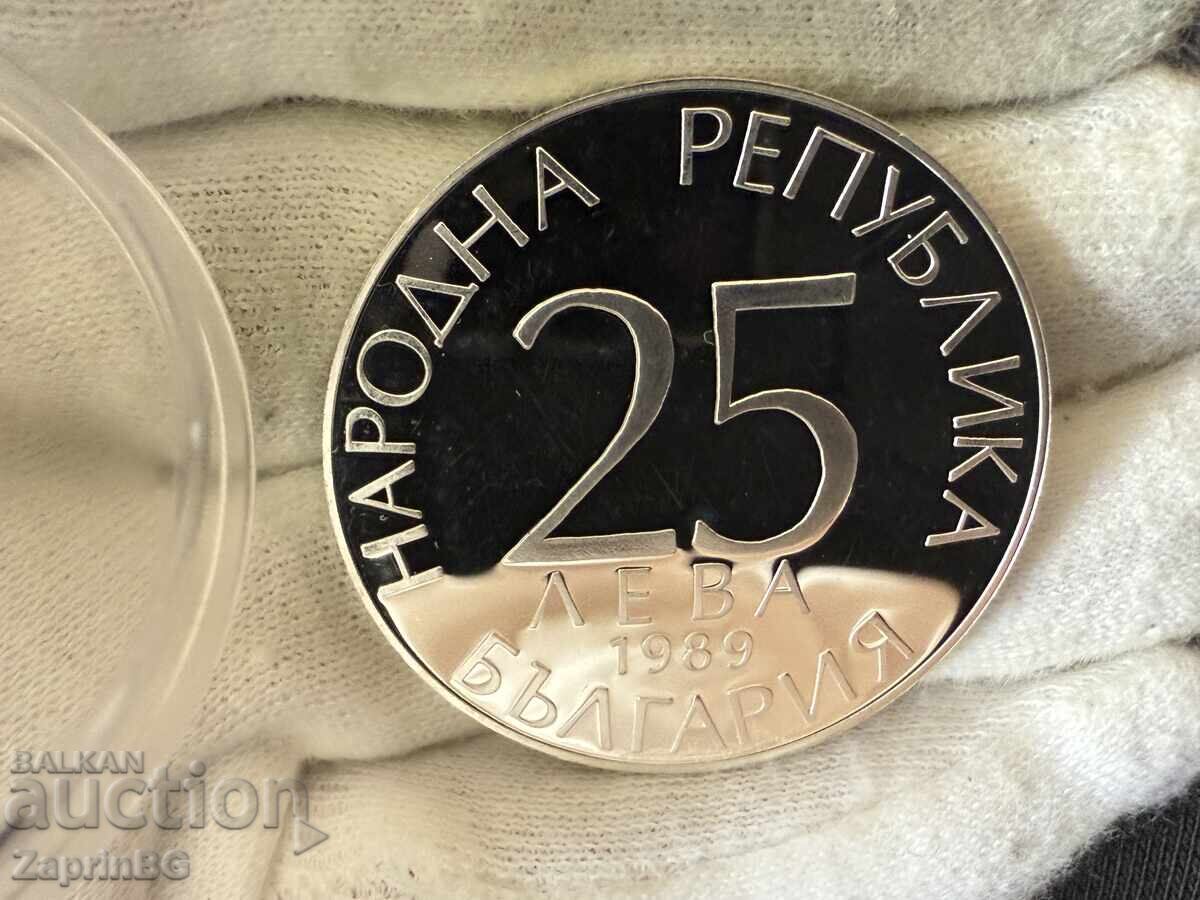 НАРОДНА РЕПУБЛИКА
25
ЛЕВА
1989
БЪЛГАРИЯ
BALKAN
auction
ZaprinBG